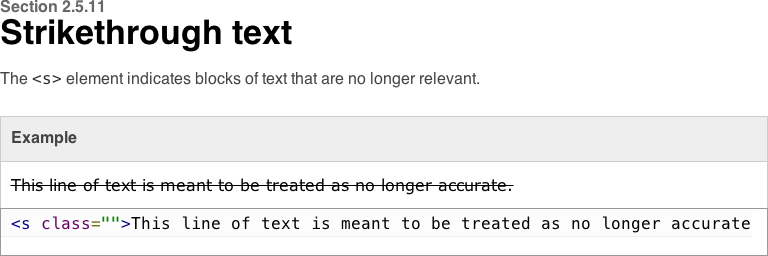 Section 2.5.11
Strikethrough text
The <s> element indicates blocks of text that are no longer relevant.
Example
This line of text is meant to be treated as no longer accurate.
<s class="">This line of text is meant to be treated as no longer accurate